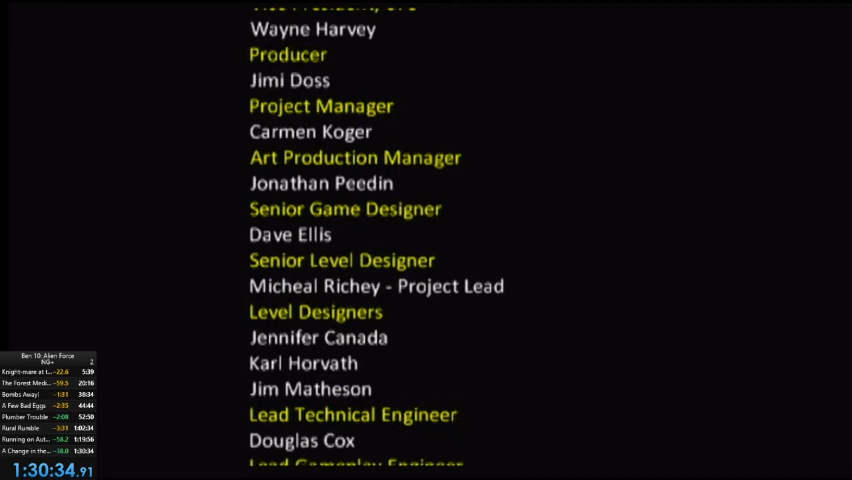 Wayne Harvey
Producer
Jimi Doss
Project Manager
Carmen Koger
Art Production Manager
Jonathan Peedin
Senior Game Designer
Dave Ellis
Senior Level Designer
Micheal Richey - Project Lead
Level Designers
Jennifer Canada
Karl Horvath
Jim Matheson
Lead Technical Engineer
Douglas Cox
Lead Gameplay Engineer
Ben 10: Alien Force
NG+ 2
Knight-mare at t... -22.6 5:39
The Forest Medi... -59.5 20:16
Bombs Away! -1:31 38:34
A Few Bad Eggs -2:35 44:44
Plumber Trouble -2:08 52:50
Rural Rumble -3:31 1:02:34
Running on Aut... -58.2 1:19:56
A Change in the... -38.0 1:30:34
1:30:34.91